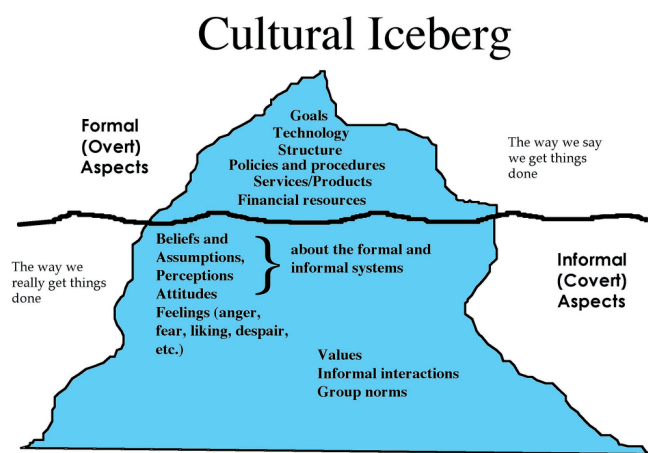 Cultural Iceberg
Formal
(Overt)
Aspects
Goals
Technology
Structure
Policies and procedures
Services/Products
Financial resources
The way we say
we get things
done
The way we
really get things
done
Beliefs and
Assumptions,
Perceptions
Attitudes
Feelings (anger,
fear, liking, despair,
etc.)
about the formal and
informal systems
Informal
(Covert)
Aspects
Values
Informal interactions
Group norms